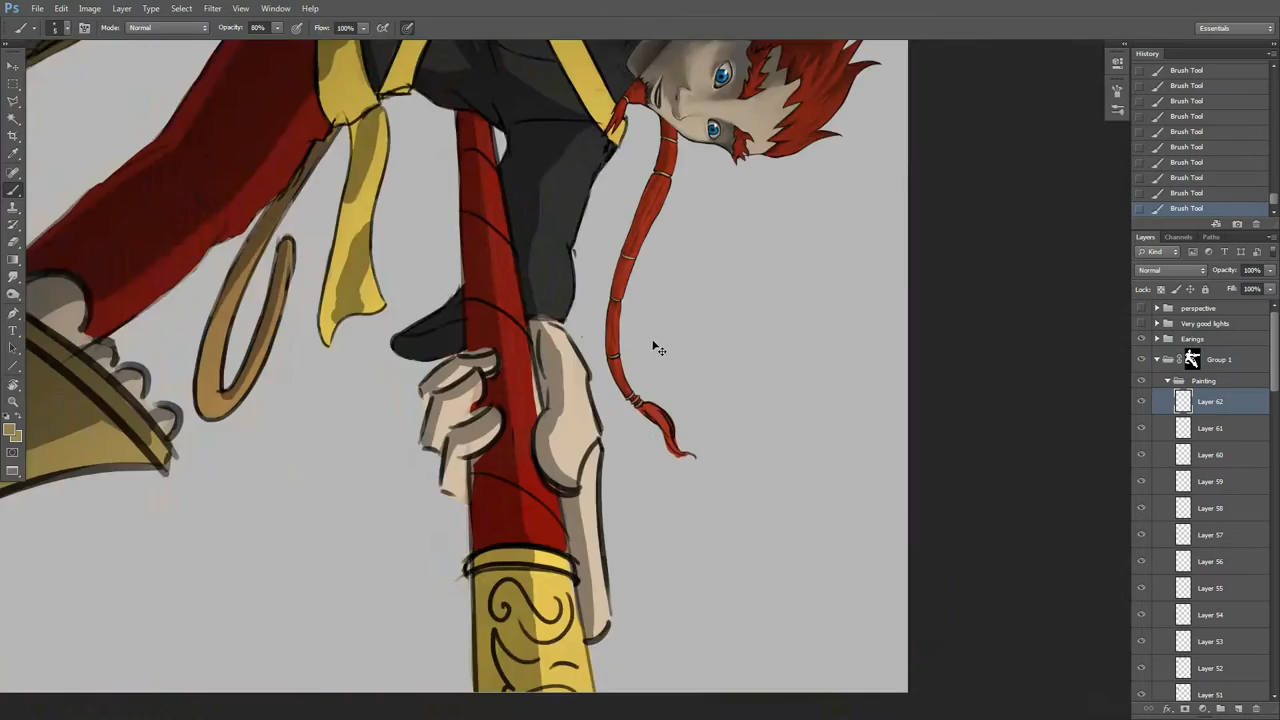 Ps File Edit Image Layer Type Select Filter View Window Help
5 Mode: Normal Opacity: 80% Flow: 100% Essentials
History
Brush Tool
Brush Tool
Brush Tool
Brush Tool
Brush Tool
Brush Tool
Brush Tool
Brush Tool
Brush Tool
Brush Tool
Layers Channels Paths
Kind
Normal Opacity: 100%
Lock: Fill: 100%
perspective
Very good lights
Earings
Group 1
Painting
Layer 62
Layer 61
Layer 60
Layer 59
Layer 58
Layer 57
Layer 56
Layer 55
Layer 54
Layer 53
Layer 52
Layer 51
fx